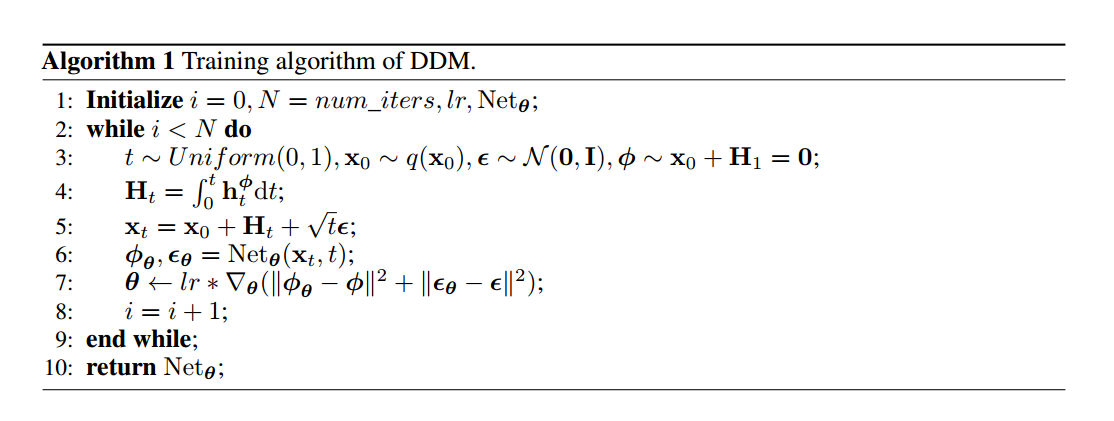 Algorithm 1 Training algorithm of DDM.
1: Initialize i = 0, N = num_iters, lr, Net_θ;
2: while i < N do
3: t ∼ Uniform(0, 1), x_0 ∼ q(x_0), ϵ ∼ 𝒩(0, I), ϕ ∼ x_0 + H_1 = 0;
4: H_t = ∫_0^t h_t^ϕ dt;
5: x_t = x_0 + H_t + √tϵ;
6: ϕ_θ, ϵ_θ = Net_θ(x_t, t);
7: θ ← lr ∗ ∇_θ(‖ϕ_θ − ϕ‖² + ‖ϵ_θ − ϵ‖²);
8: i = i + 1;
9: end while;
10: return Net_θ;